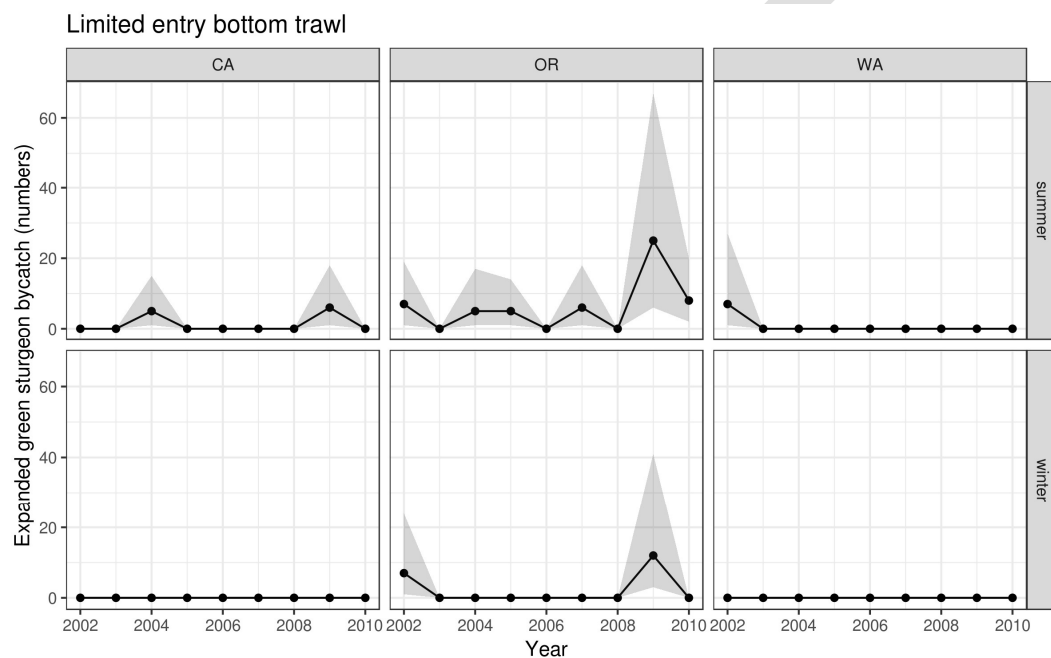 Limited entry bottom trawl
CA OR WA
Expanded green sturgeon bycatch (numbers)
60
40
20
0
summer
60
40
20
0
winter
2002 2004 2006 2008 2010 2002 2004 2006 2008 2010 2002 2004 2006 2008 2010
Year